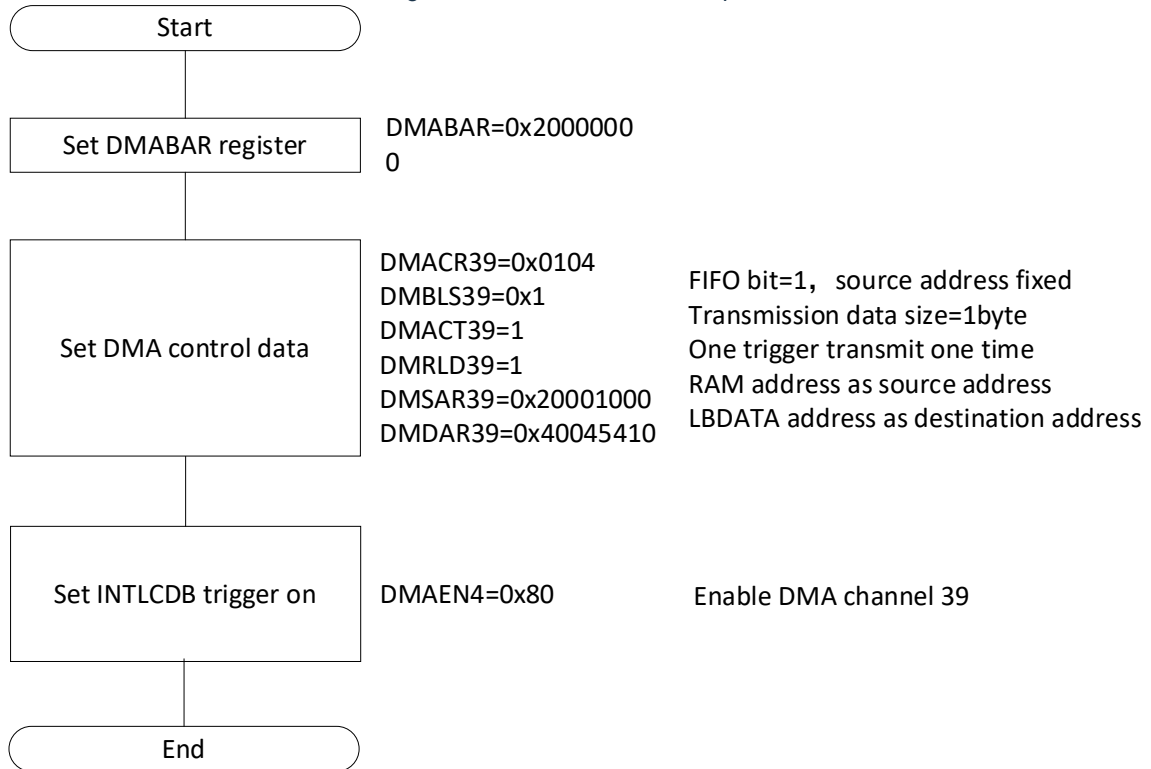 Start
Set DMABAR register
DMABAR=0x2000000
0
Set DMA control data
DMACR39=0x0104
DMBLS39=0x1
DMACT39=1
DMRLD39=1
DMSAR39=0x20001000
DMDAR39=0x40045410
FIFO bit=1，source address fixed
Transmission data size=1byte
One trigger transmit one time
RAM address as source address
LBDATA address as destination address
Set INTLCDB trigger on
DMAEN4=0x80
Enable DMA channel 39
End